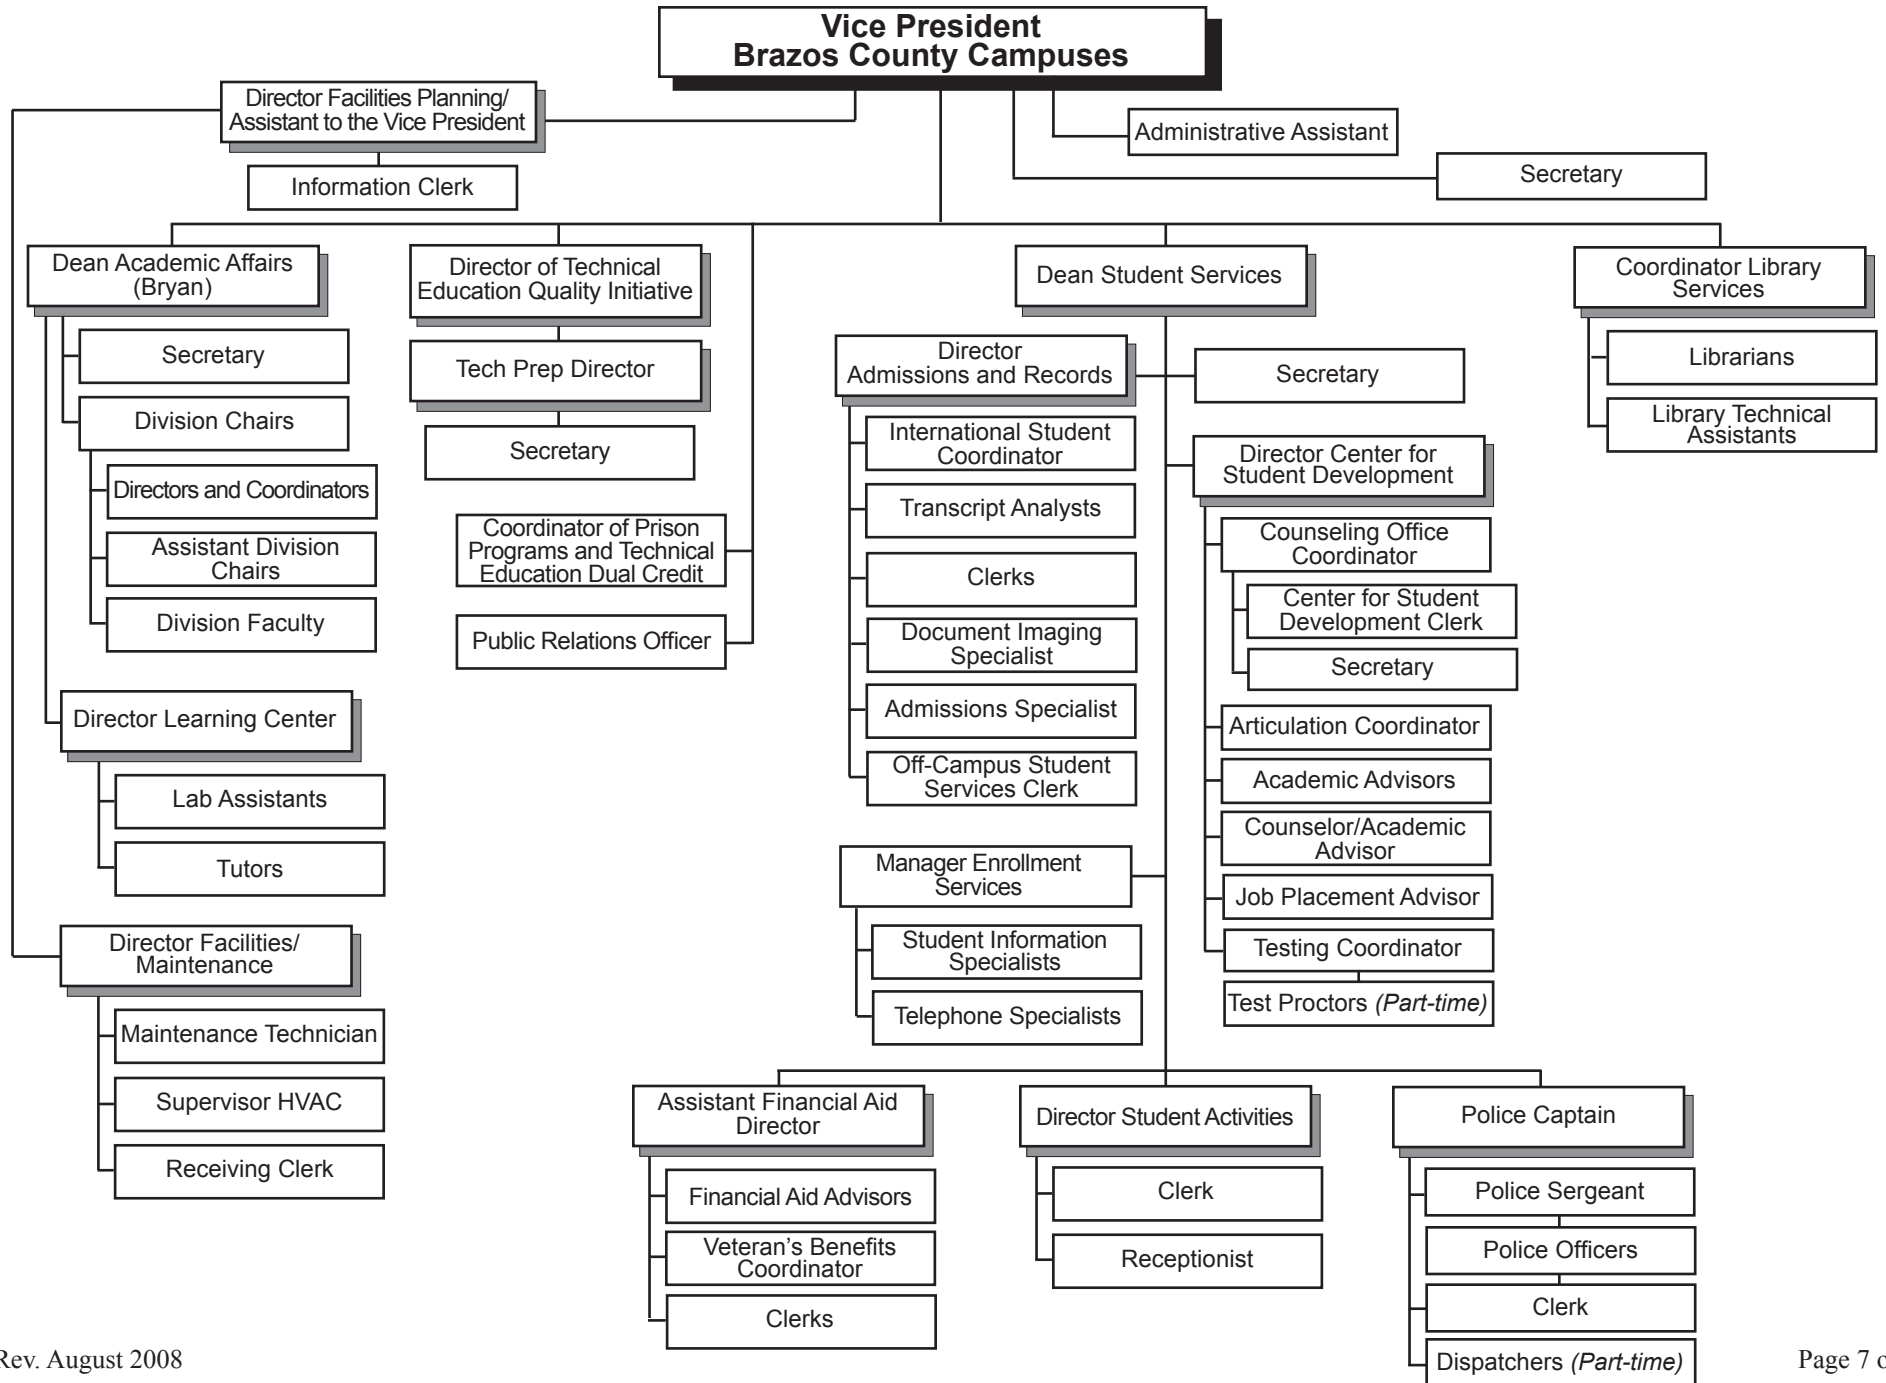 Vice President
Brazos County Campuses
Director Facilities Planning/
Assistant to the Vice President
Information Clerk
Administrative Assistant
Secretary
Dean Academic Affairs
(Bryan)
Secretary
Division Chairs
Directors and Coordinators
Assistant Division
Chairs
Division Faculty
Director Learning Center
Lab Assistants
Tutors
Director Facilities/
Maintenance
Maintenance Technician
Supervisor HVAC
Receiving Clerk
Director of Technical
Education Quality Initiative
Tech Prep Director
Secretary
Coordinator of Prison
Programs and Technical
Education Dual Credit
Public Relations Officer
Dean Student Services
Director
Admissions and Records
International Student
Coordinator
Transcript Analysts
Clerks
Document Imaging
Specialist
Admissions Specialist
Off-Campus Student
Services Clerk
Manager Enrollment
Services
Student Information
Specialists
Telephone Specialists
Secretary
Director Center for
Student Development
Counseling Office
Coordinator
Center for Student
Development Clerk
Secretary
Articulation Coordinator
Academic Advisors
Counselor/Academic
Advisor
Job Placement Advisor
Testing Coordinator
Test Proctors (Part-time)
Coordinator Library
Services
Librarians
Library Technical
Assistants
Assistant Financial Aid
Director
Financial Aid Advisors
Veteran’s Benefits
Coordinator
Clerks
Director Student Activities
Clerk
Receptionist
Police Captain
Police Sergeant
Police Officers
Clerk
Dispatchers (Part-time)
Rev. August 2008
Page 7 o